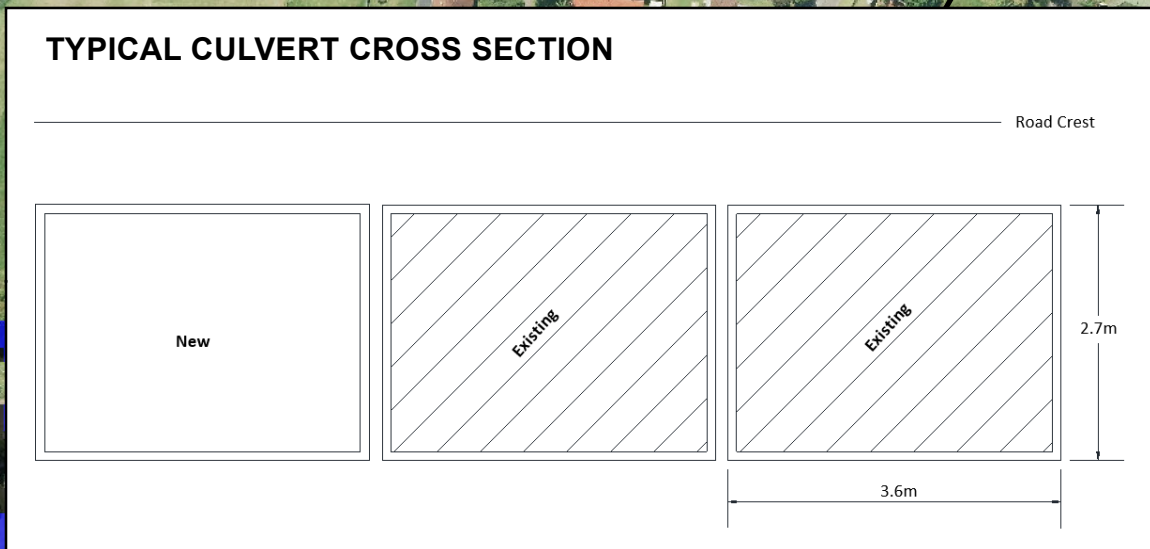 TYPICAL CULVERT CROSS SECTION
Road Crest
New
Existing
Existing
2.7m
3.6m